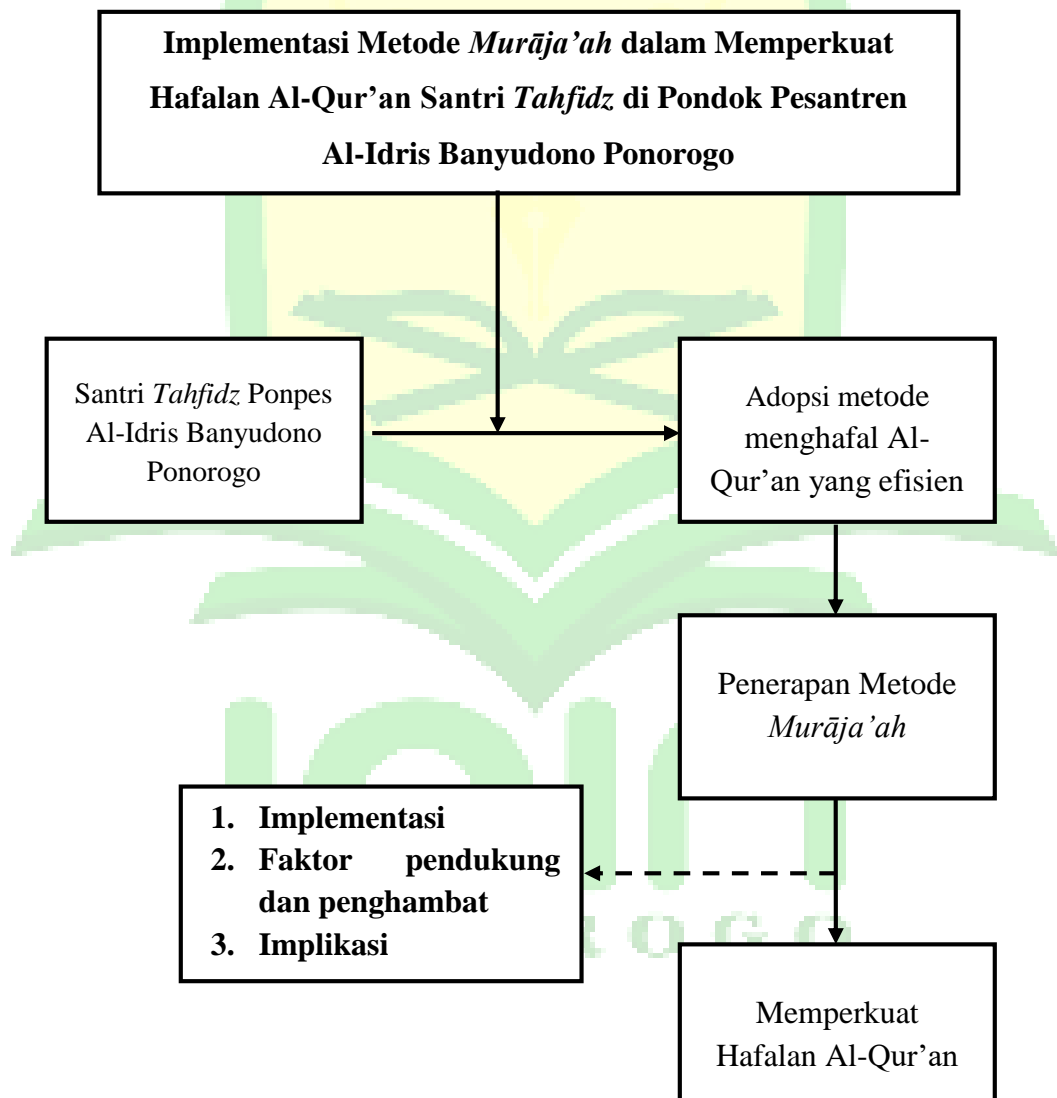 Implementasi Metode Murāja’ah dalam Memperkuat
Hafalan Al-Qur’an Santri Tahfidz di Pondok Pesantren
Al-Idris Banyudono Ponorogo
Santri Tahfidz Ponpes
Al-Idris Banyudono
Ponorogo
Adopsi metode
menghafal Al-
Qur’an yang efisien
Penerapan Metode
Murāja’ah
1. Implementasi
2. Faktor pendukung
dan penghambat
3. Implikasi
Memperkuat
Hafalan Al-Qur’an